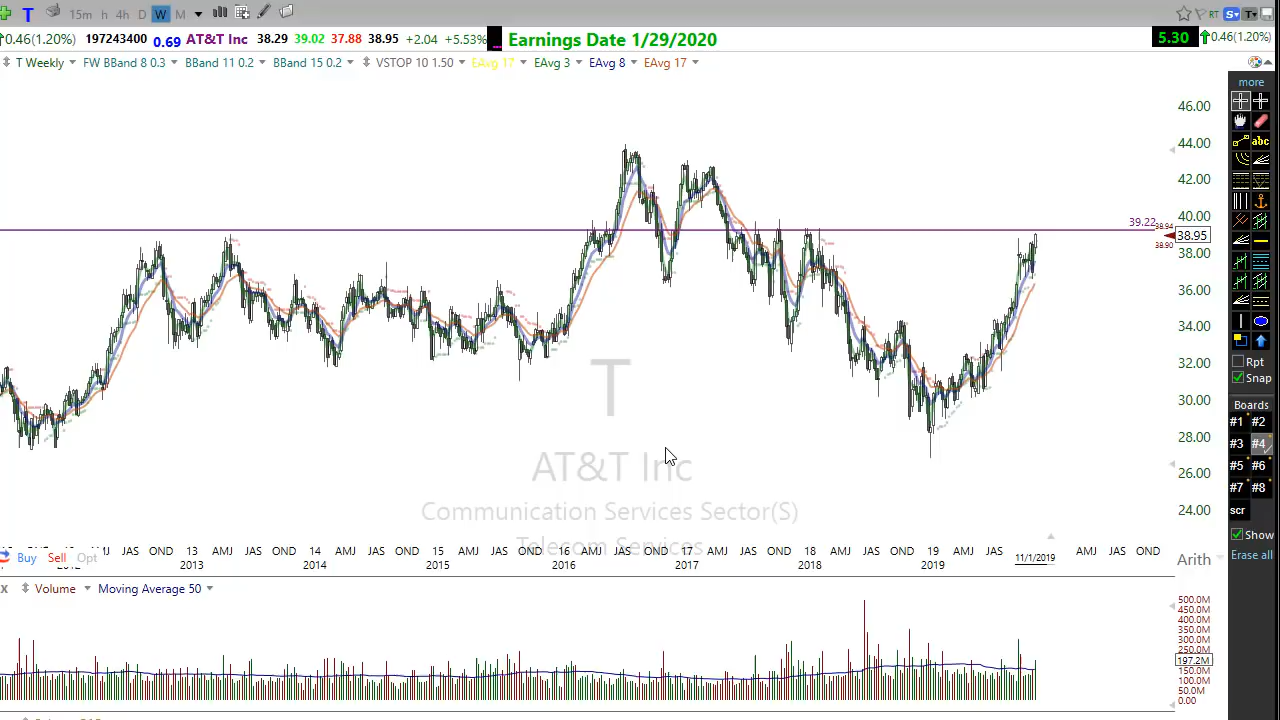 T 15m h 4h D W M RT S T
0.46(1.20%) 197243400 0.69 AT&T Inc 38.29 39.02 37.88 38.95 +2.04 +5.53% ... Earnings Date 1/29/2020 5.30 0.46(1.20%)
T Weekly FW BBand 8 0.3 BBand 11 0.2 BBand 15 0.2 VSTOP 10 1.50 EAvg 17 EAvg 3 EAvg 8 EAvg 17
more
abc
46.00
44.00
42.00
40.00
39.22 38.94
38.95
38.90
38.00
36.00
34.00
32.00
30.00
28.00
26.00
24.00
T
AT&T Inc
Communication Services Sector(S)
Telecom Services
Rpt
Snap
Boards
#1 #2
#3 #4
#5 #6
#7 #8
scr
Show
Erase all
JAS OND 13 AMJ JAS OND 14 AMJ JAS OND 15 AMJ JAS OND 16 AMJ JAS OND 17 AMJ JAS OND 18 AMJ JAS OND 19 AMJ JAS 11/1/2019 AMJ JAS OND
2012 2013 2014 2015 2016 2017 2018 2019
Buy Sell Opt
Arith
X Volume Moving Average 50
500.0M
450.0M
400.0M
350.0M
300.0M
250.0M
197.2M
150.0M
100.0M
50.0M
0.00